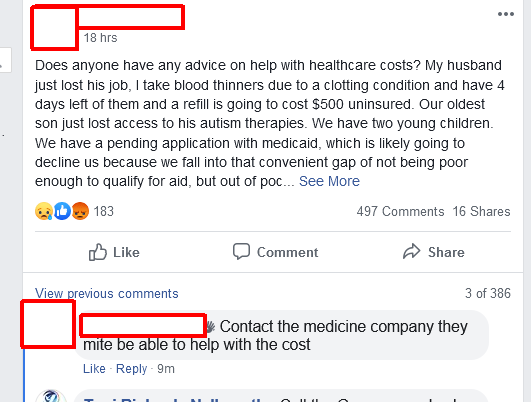 18 hrs
Does anyone have any advice on help with healthcare costs? My husband
just lost his job, I take blood thinners due to a clotting condition and have 4
days left of them and a refill is going to cost $500 uninsured. Our oldest
son just lost access to his autism therapies. We have two young children.
We have a pending application with medicaid, which is likely going to
decline us because we fall into that convenient gap of not being poor
enough to qualify for aid, but out of poc... See More
183 497 Comments 16 Shares
Like Comment Share
View previous comments 3 of 386
Contact the medicine company they
mite be able to help with the cost
Like · Reply · 9m